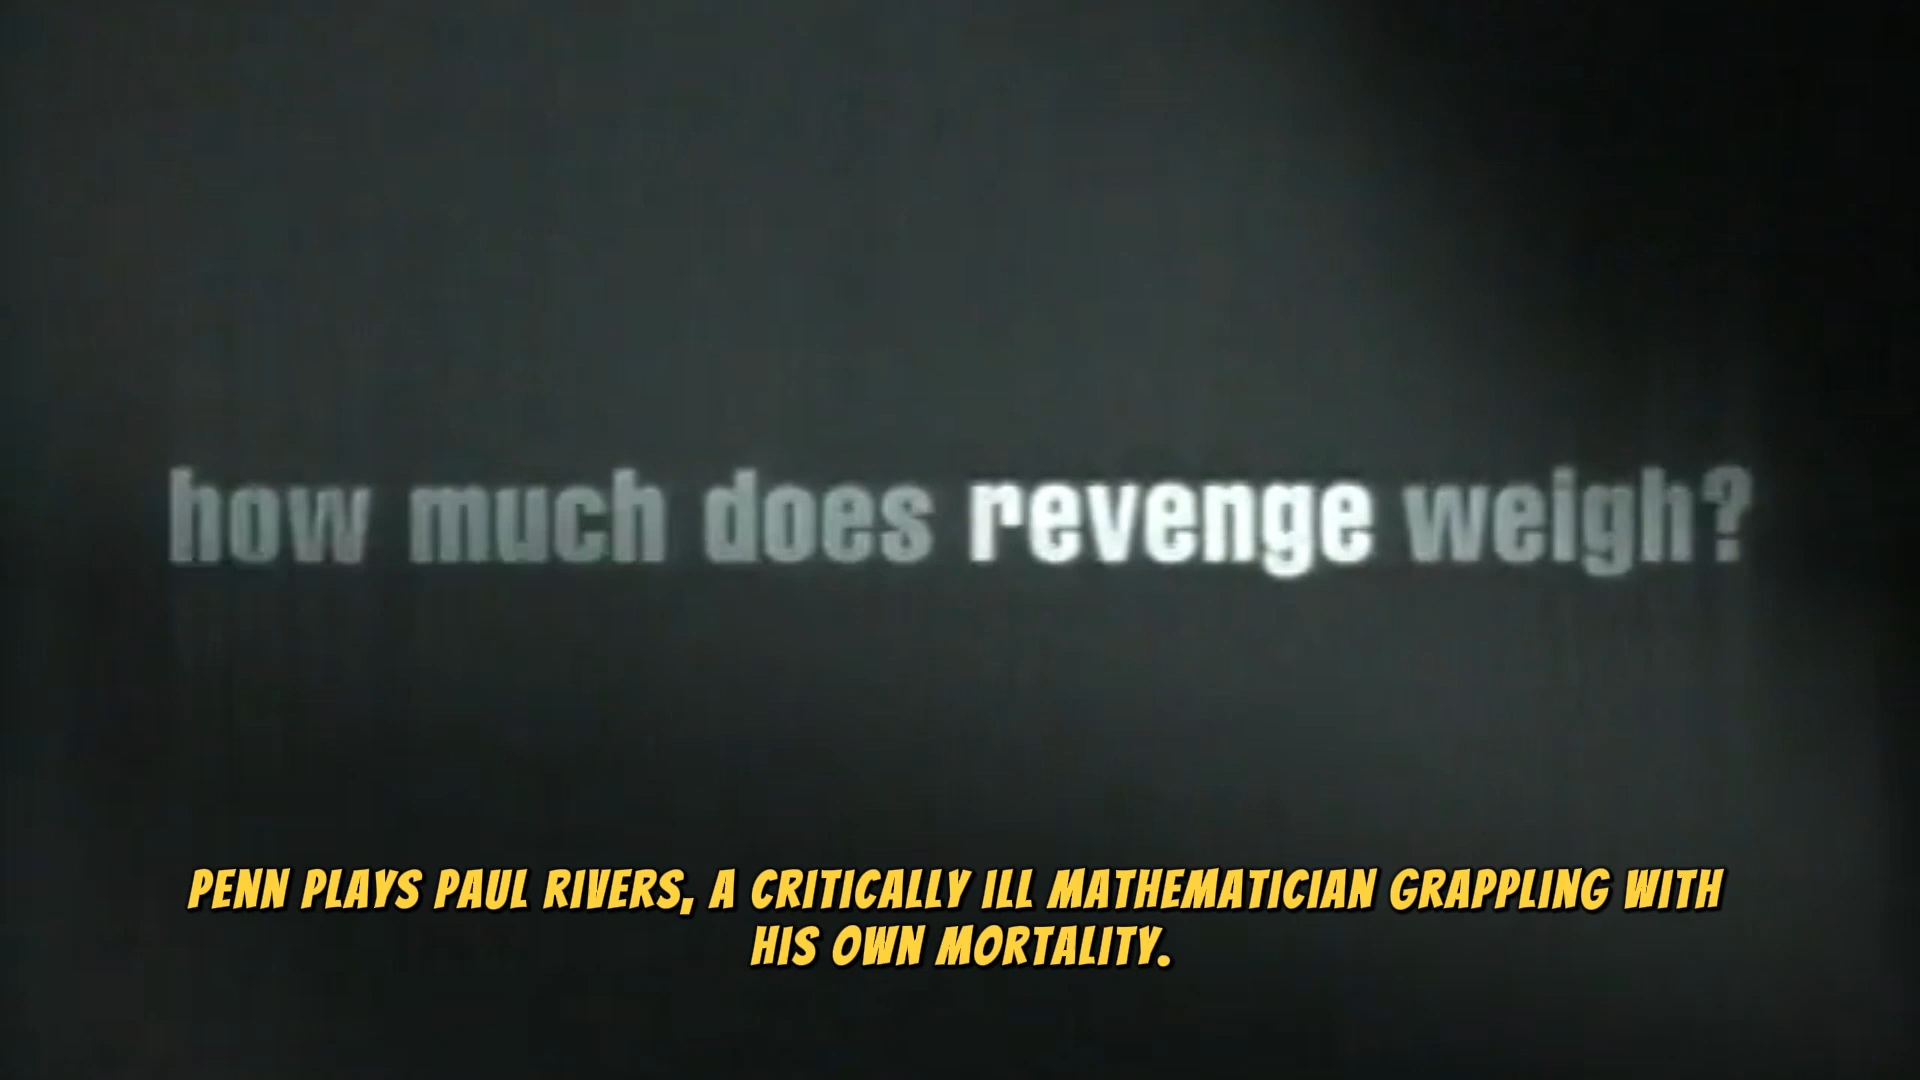 how much does revenge weigh?
PENN PLAYS PAUL RIVERS, A CRITICALLY ILL MATHEMATICIAN GRAPPLING WITH
HIS OWN MORTALITY.